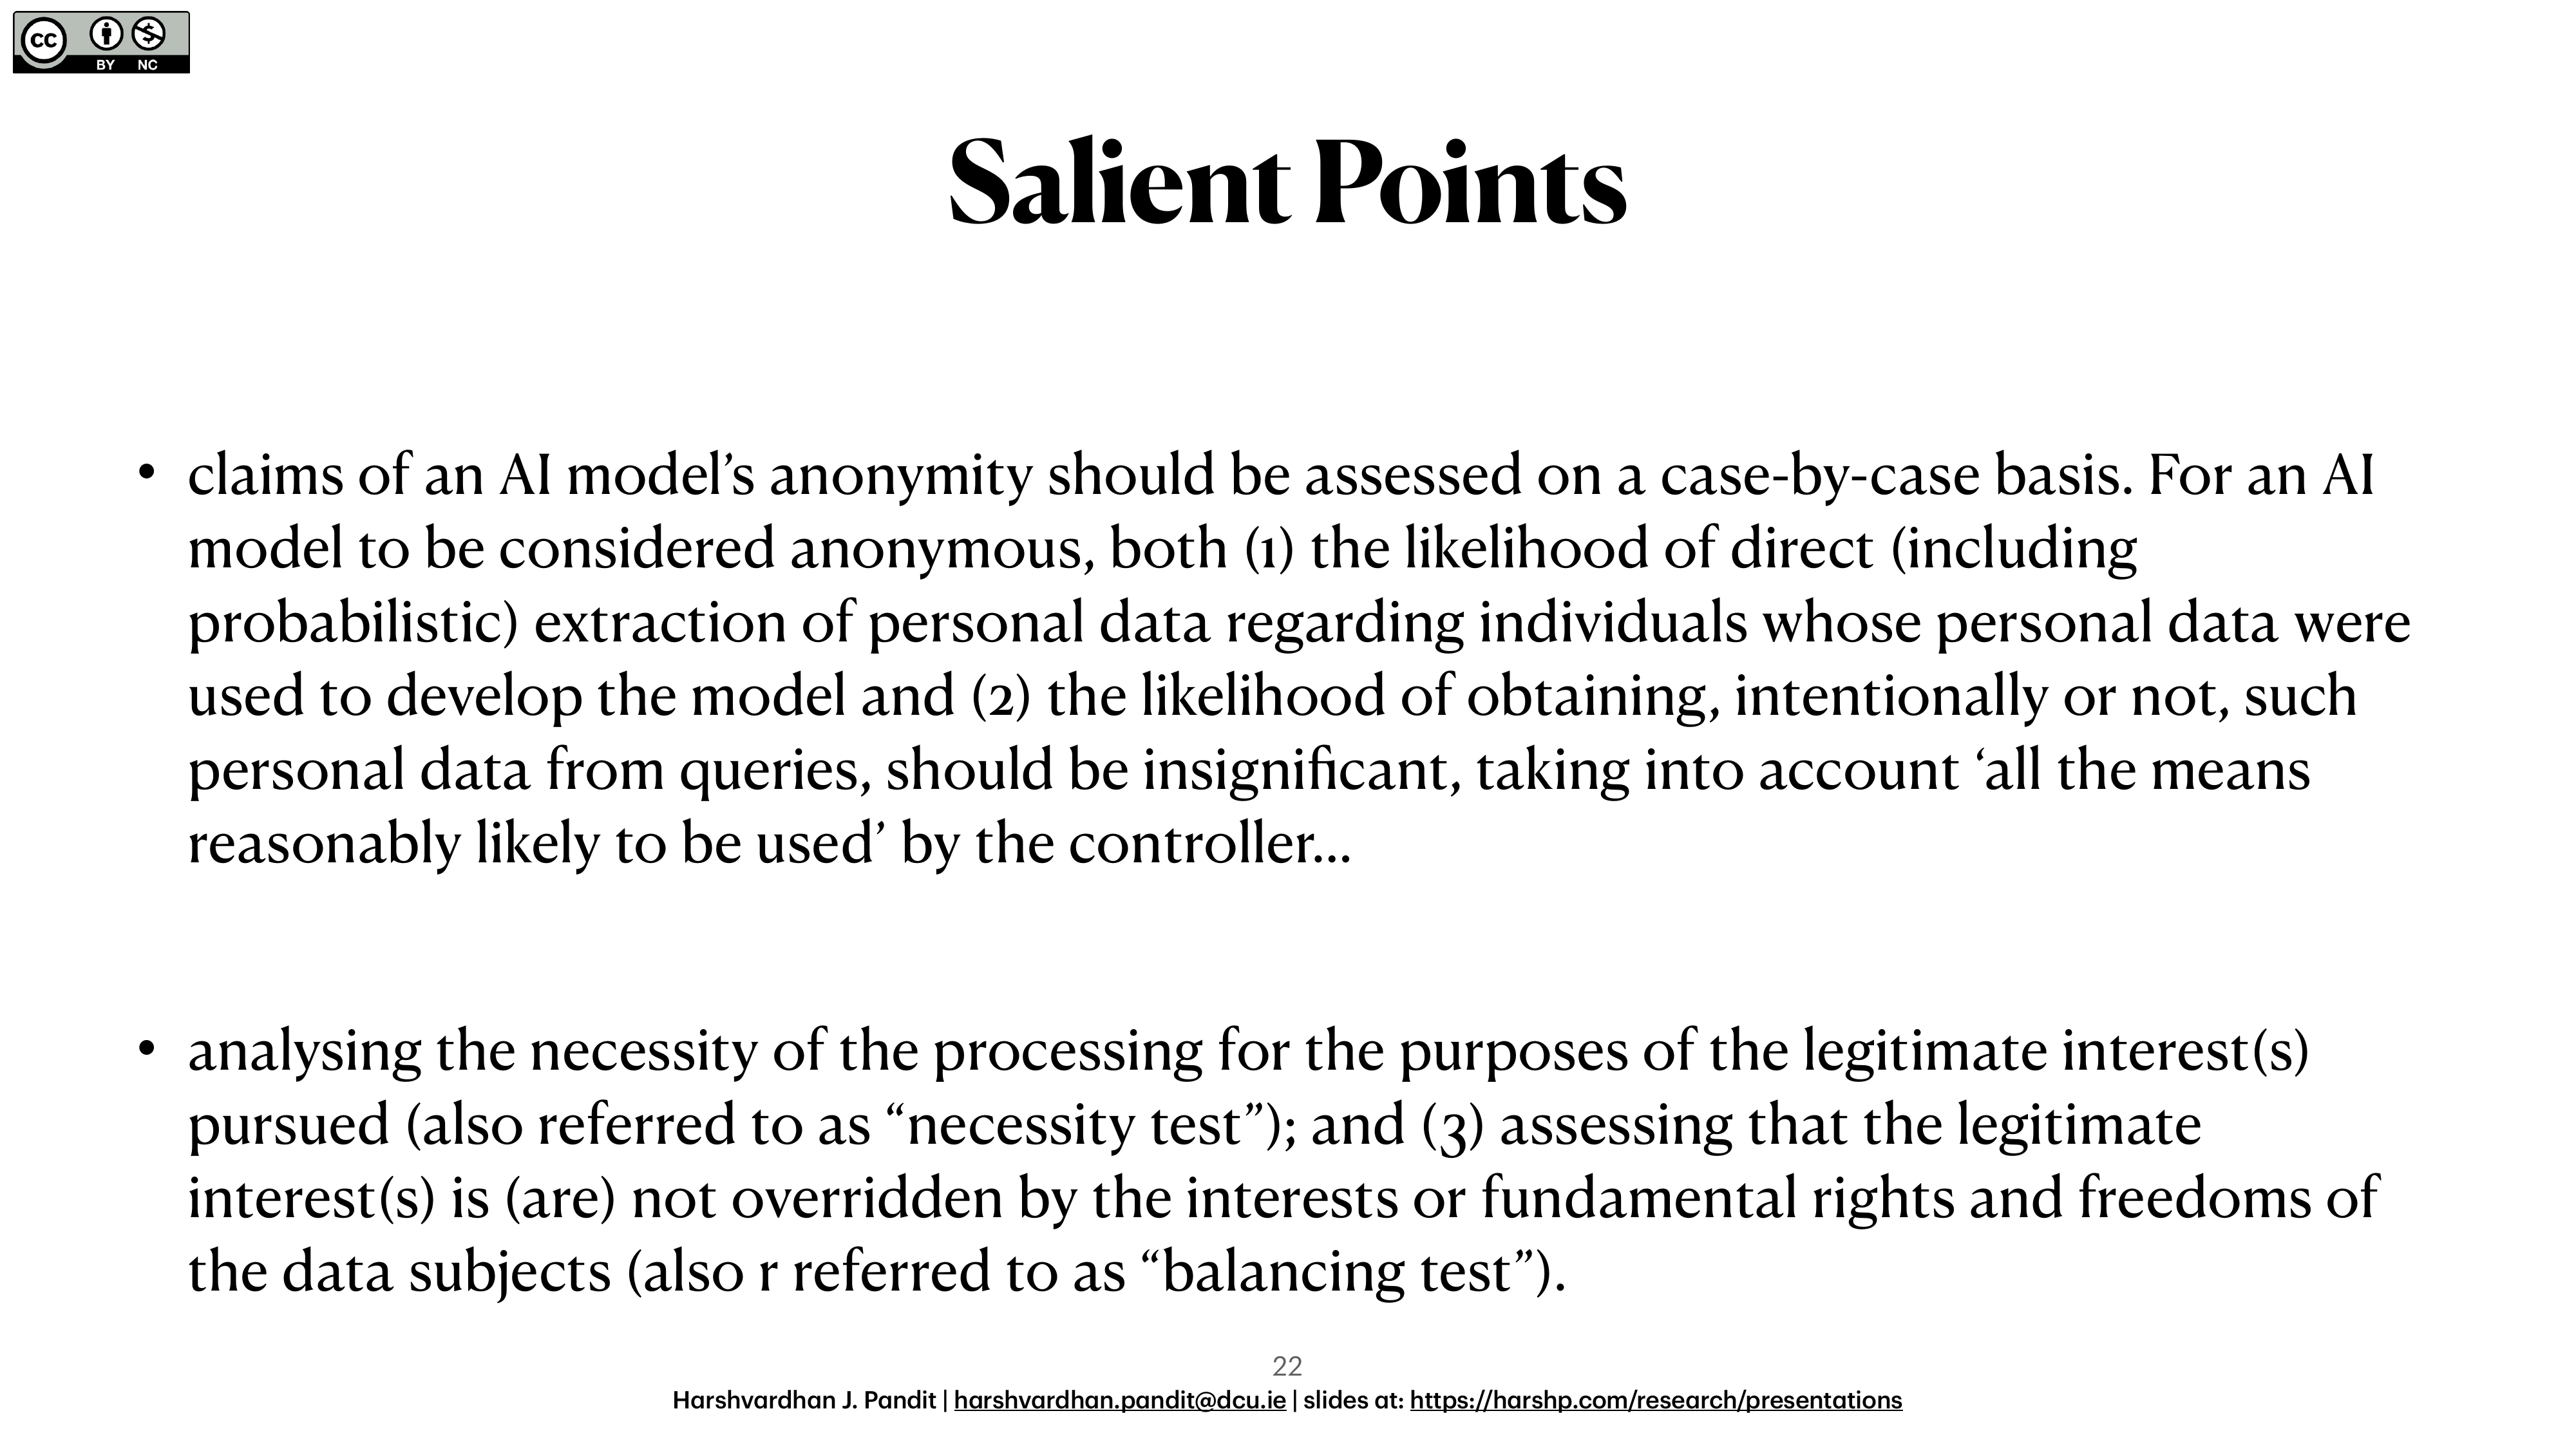 cc
BY NC
Salient Points
• claims of an AI model’s anonymity should be assessed on a case-by-case basis. For an AI
model to be considered anonymous, both (1) the likelihood of direct (including
probabilistic) extraction of personal data regarding individuals whose personal data were
used to develop the model and (2) the likelihood of obtaining, intentionally or not, such
personal data from queries, should be insignificant, taking into account ‘all the means
reasonably likely to be used’ by the controller…
• analysing the necessity of the processing for the purposes of the legitimate interest(s)
pursued (also referred to as “necessity test”); and (3) assessing that the legitimate
interest(s) is (are) not overridden by the interests or fundamental rights and freedoms of
the data subjects (also r referred to as “balancing test”).
22
Harshvardhan J. Pandit | harshvardhan.pandit@dcu.ie | slides at: https://harshp.com/research/presentations